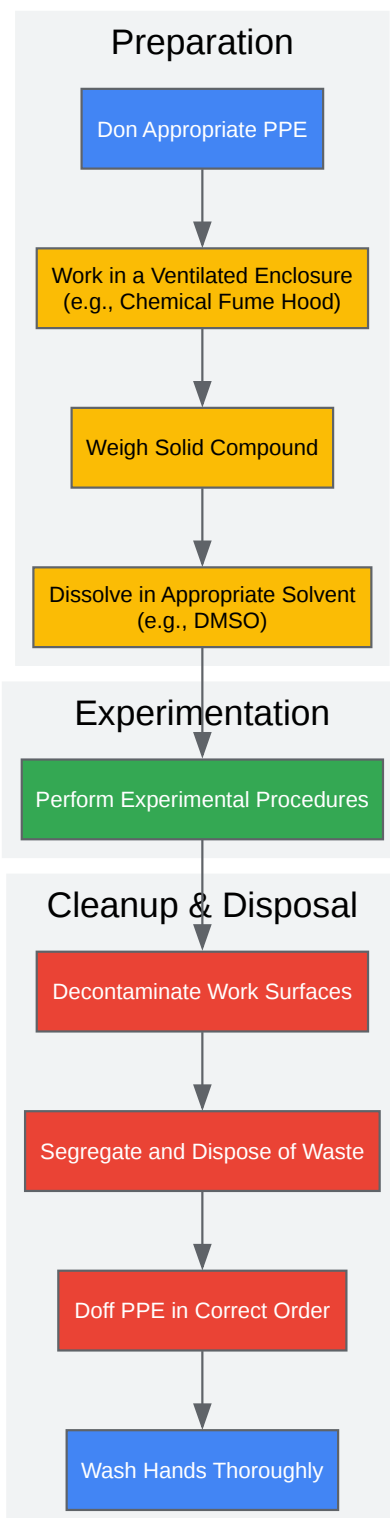 Preparation
Don Appropriate PPE
Work in a Ventilated Enclosure
(e.g., Chemical Fume Hood)
Weigh Solid Compound
Dissolve in Appropriate Solvent
(e.g., DMSO)
Experimentation
Perform Experimental Procedures
Cleanup & Disposal
Decontaminate Work Surfaces
Segregate and Dispose of Waste
Doff PPE in Correct Order
Wash Hands Thoroughly